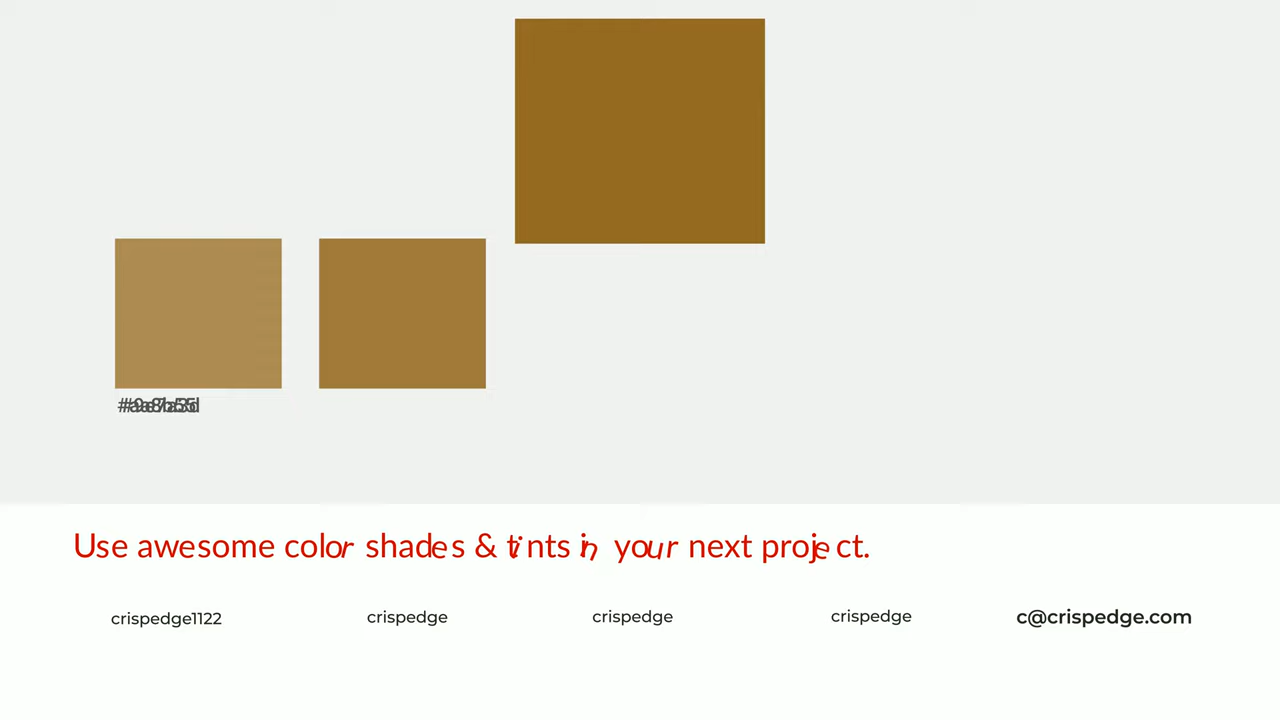 Use awesome color shades & tints in your next project.
crispedge1122 crispedge crispedge crispedge c@crispedge.com